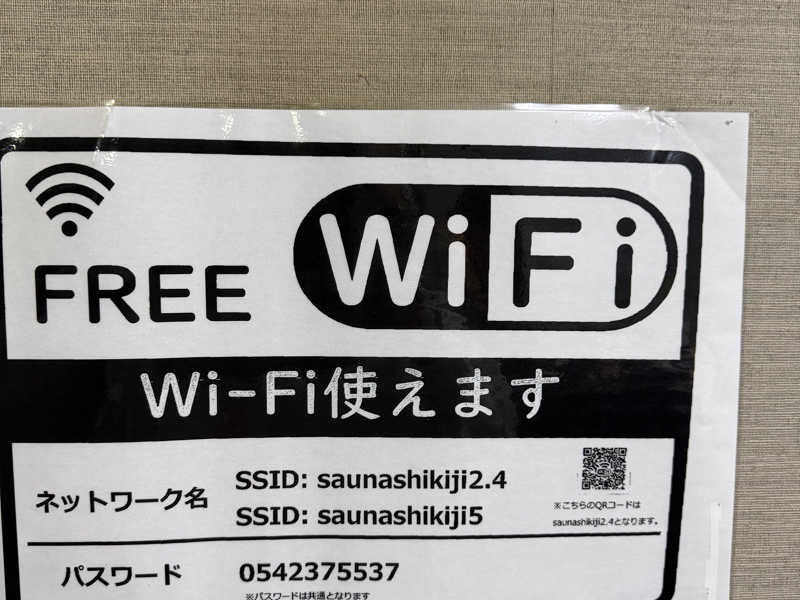 FREE WiFi
Wi-Fi使えます
ネットワーク名
SSID: saunashikiji2.4
SSID: saunashikiji5
※こちらのQRコードは
saunashikiji2.4となります。
パスワード
0542375537
※パスワードは共通となります